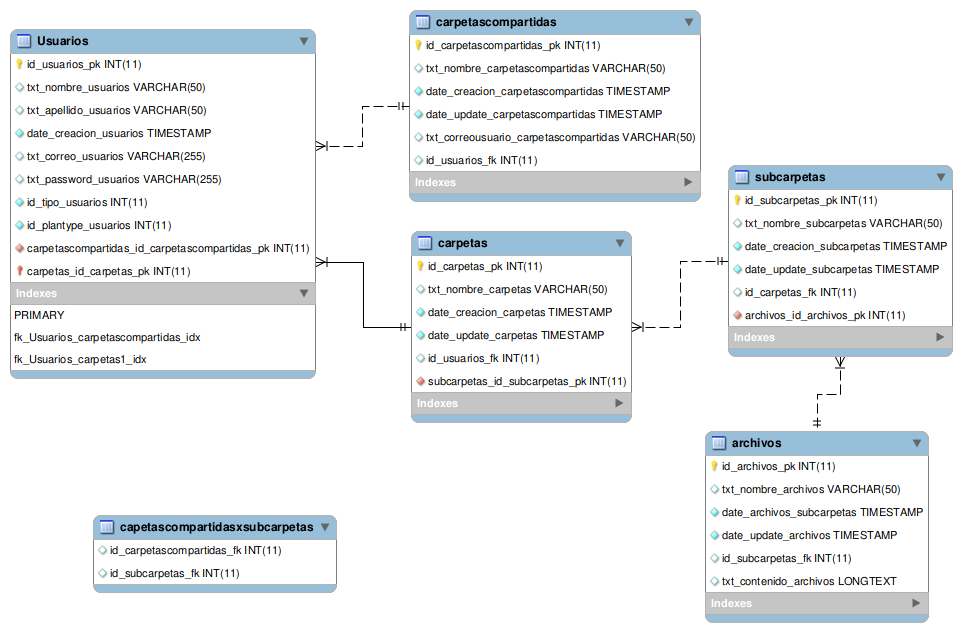 Usuarios
id_usuarios_pk INT(11)
txt_nombre_usuarios VARCHAR(50)
txt_apellido_usuarios VARCHAR(50)
date_creacion_usuarios TIMESTAMP
txt_correo_usuarios VARCHAR(255)
txt_password_usuarios VARCHAR(255)
id_tipo_usuarios INT(11)
id_plantype_usuarios INT(11)
carpetascompartidas_id_carpetascompartidas_pk INT(11)
carpetas_id_carpetas_pk INT(11)
Indexes
PRIMARY
fk_Usuarios_carpetascompartidas_idx
fk_Usuarios_carpetas1_idx
carpetascompartidas
id_carpetascompartidas_pk INT(11)
txt_nombre_carpetascompartidas VARCHAR(50)
date_creacion_carpetascompartidas TIMESTAMP
date_update_carpetascompartidas TIMESTAMP
txt_correousuario_carpetascompartidas VARCHAR(50)
id_usuarios_fk INT(11)
Indexes
carpetas
id_carpetas_pk INT(11)
txt_nombre_carpetas VARCHAR(50)
date_creacion_carpetas TIMESTAMP
date_update_carpetas TIMESTAMP
id_usuarios_fk INT(11)
subcarpetas_id_subcarpetas_pk INT(11)
Indexes
subcarpetas
id_subcarpetas_pk INT(11)
txt_nombre_subcarpetas VARCHAR(50)
date_creacion_subcarpetas TIMESTAMP
date_update_subcarpetas TIMESTAMP
id_carpetas_fk INT(11)
archivos_id_archivos_pk INT(11)
Indexes
archivos
id_archivos_pk INT(11)
txt_nombre_archivos VARCHAR(50)
date_archivos_subcarpetas TIMESTAMP
date_update_archivos TIMESTAMP
id_subcarpetas_fk INT(11)
txt_contenido_archivos LONGTEXT
Indexes
capetascompartidasxsubcarpetas
id_carpetascompartidas_fk INT(11)
id_subcarpetas_fk INT(11)